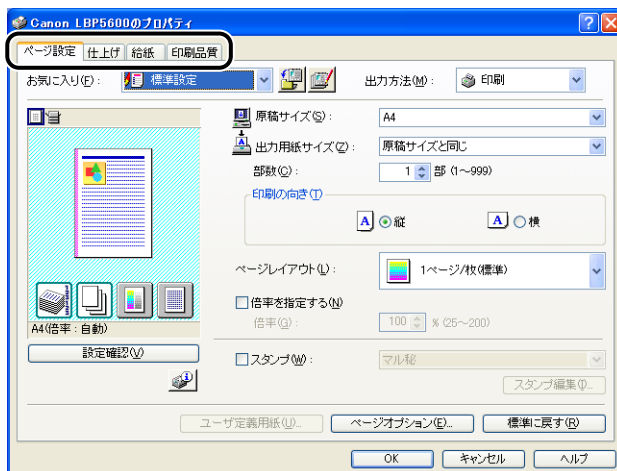 Canon LBP5600のプロパティ
ページ設定 仕上げ 給紙 印刷品質
お気に入り(F): 標準設定 出力方法(M): 印刷
原稿サイズ(S): A4
出力用紙サイズ(Z): 原稿サイズと同じ
部数(C): 1 部 (1～999)
印刷の向き(T)
A 縦 A 横
ページレイアウト(L): 1ページ/枚(標準)
倍率を指定する(N)
倍率(G): 100 % (25～200)
A4(倍率:自動)
設定確認(V)
スタンプ(W): マル秘
スタンプ編集(I)...
ユーザ定義用紙(U)... ページオプション(E)... 標準に戻す(R)
OK キャンセル ヘルプ